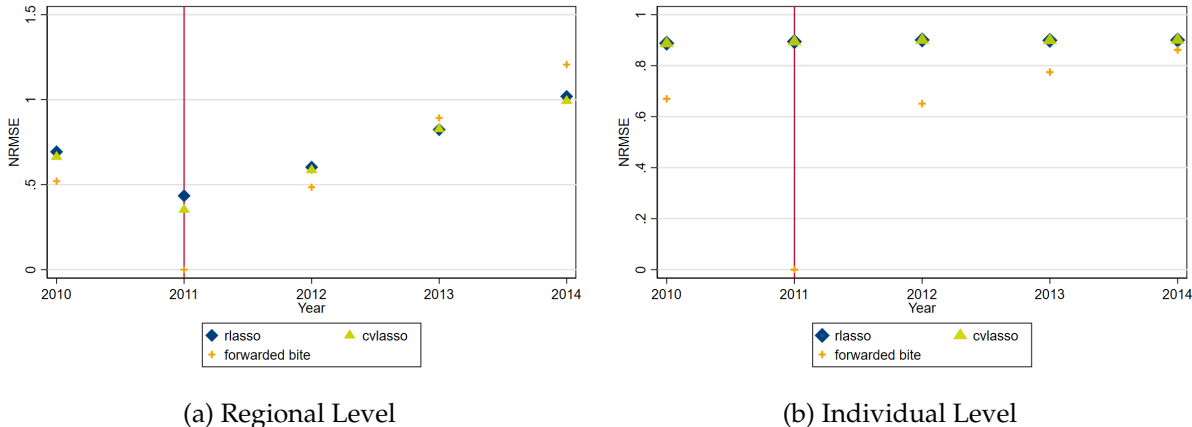 NRMSE
1.5
1
.5
0
2010 2011 2012 2013 2014
Year
rlasso cvlasso
forwarded bite
(a) Regional Level
NRMSE
1
.8
.6
.4
.2
0
2010 2011 2012 2013 2014
Year
rlasso cvlasso
forwarded bite
(b) Individual Level